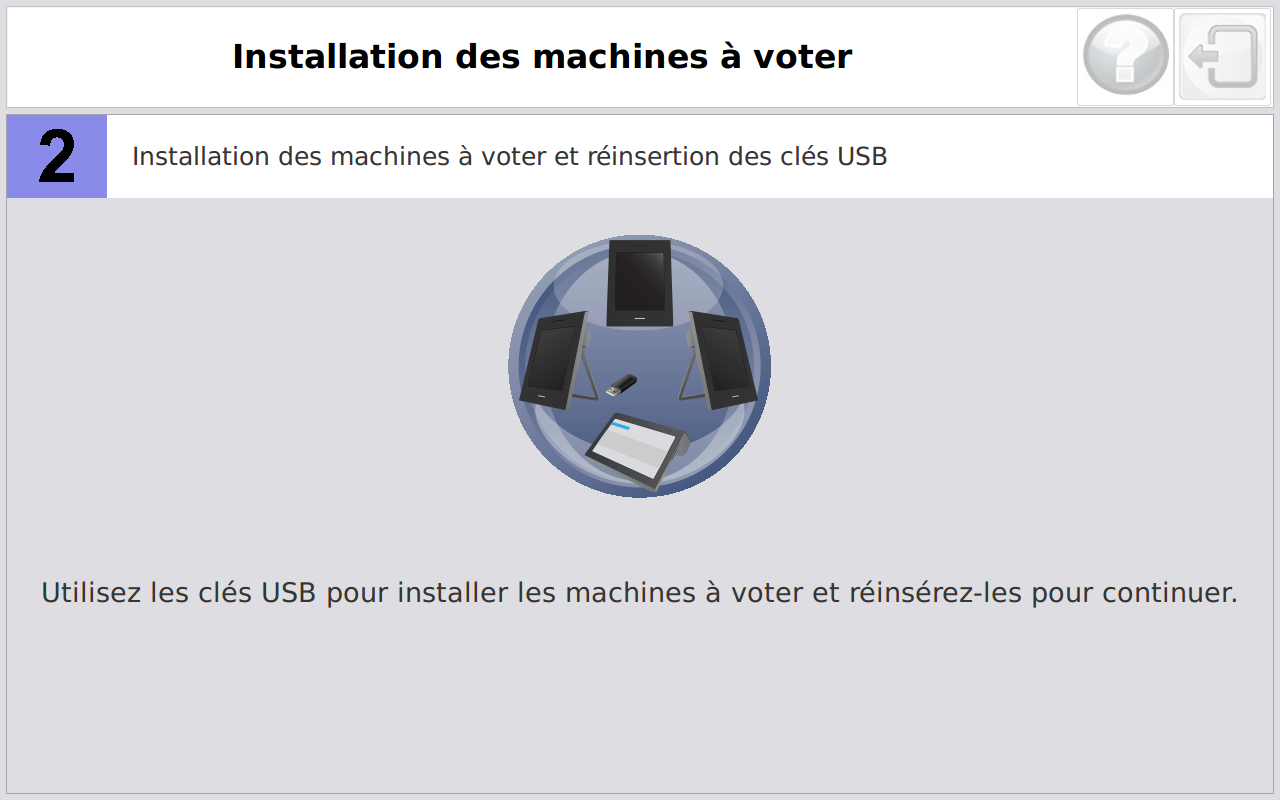 Installation des machines à voter
2
Installation des machines à voter et réinsertion des clés USB
Utilisez les clés USB pour installer les machines à voter et réinsérez-les pour continuer.